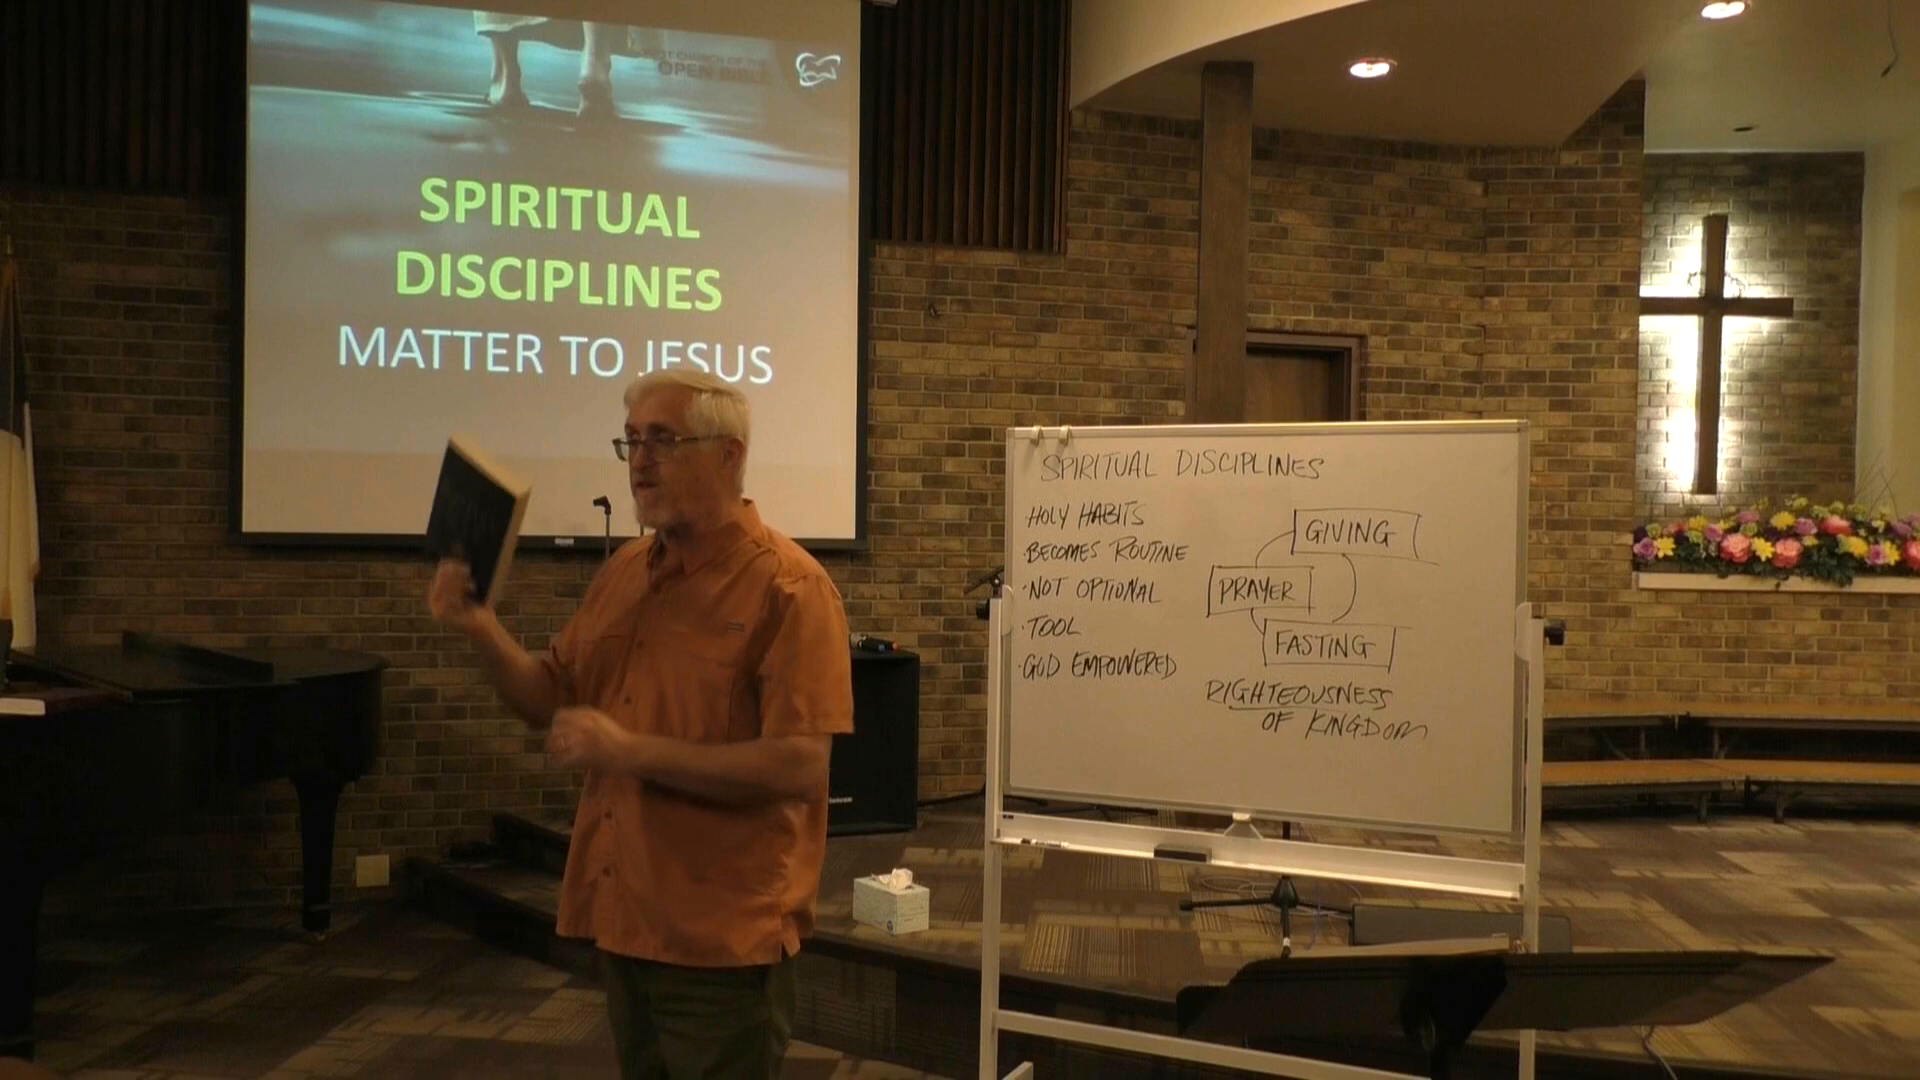 OPEN BIBLE
SPIRITUAL
DISCIPLINES
MATTER TO JESUS
SPIRITUAL DISCIPLINES
·HOLY HABITS
·BECOMES ROUTINE
·NOT OPTIONAL
·TOOL
·GOD EMPOWERED
GIVING
PRAYER
FASTING
RIGHTEOUSNESS
OF KINGDOM